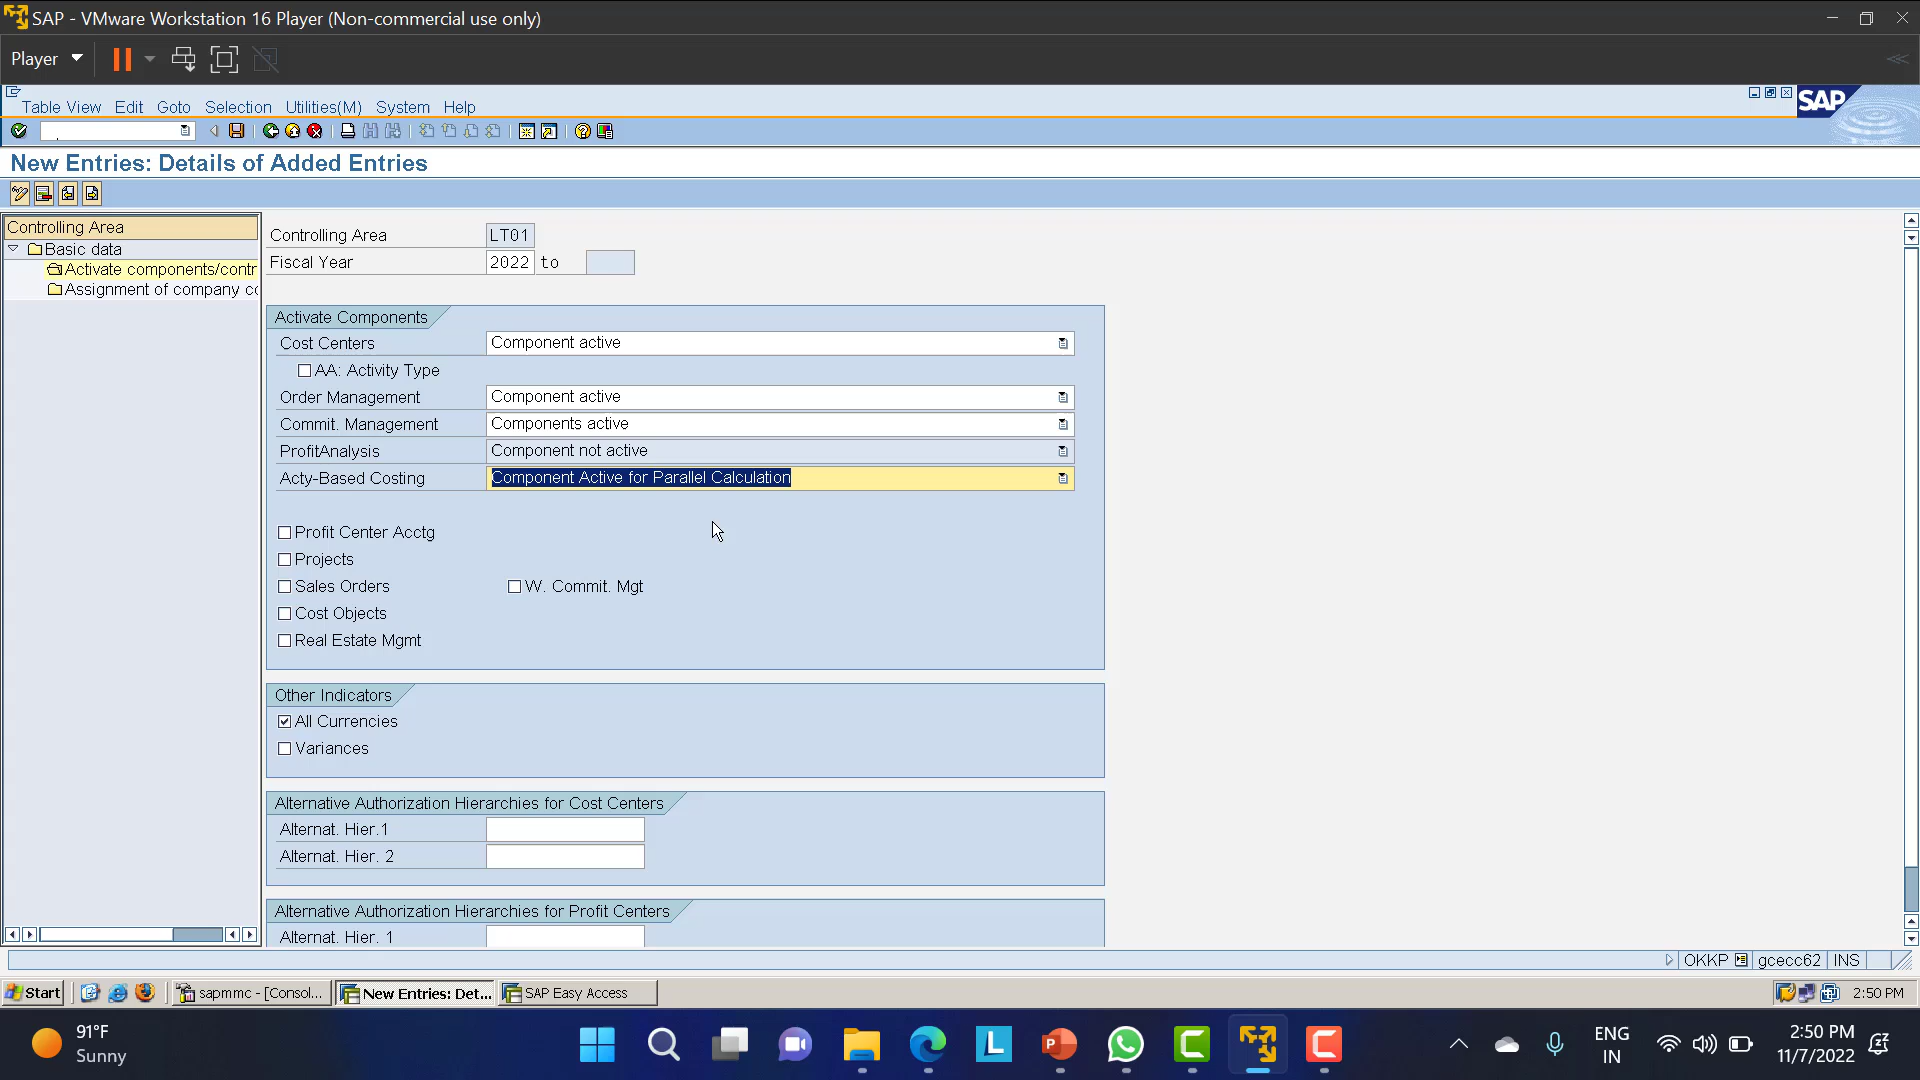 SAP - VMware Workstation 16 Player (Non-commercial use only)
Player
Table View Edit Goto Selection Utilities(M) System Help
SAP
New Entries: Details of Added Entries
Controlling Area
Basic data
Activate components/contr
Assignment of company co
Controlling Area LT01
Fiscal Year 2022 to
Activate Components
Cost Centers Component active
AA: Activity Type
Order Management Component active
Commit. Management Components active
ProfitAnalysis Component not active
Acty-Based Costing Component Active for Parallel Calculation
Profit Center Acctg
Projects
Sales Orders W. Commit. Mgt
Cost Objects
Real Estate Mgmt
Other Indicators
All Currencies
Variances
Alternative Authorization Hierarchies for Cost Centers
Alternat. Hier.1
Alternat. Hier. 2
Alternative Authorization Hierarchies for Profit Centers
Alternat. Hier. 1
OKKP gcecc62 INS
Start sapmmc - [Consol... New Entries: Det... SAP Easy Access 2:50 PM
91°F
Sunny
ENG
IN
2:50 PM
11/7/2022